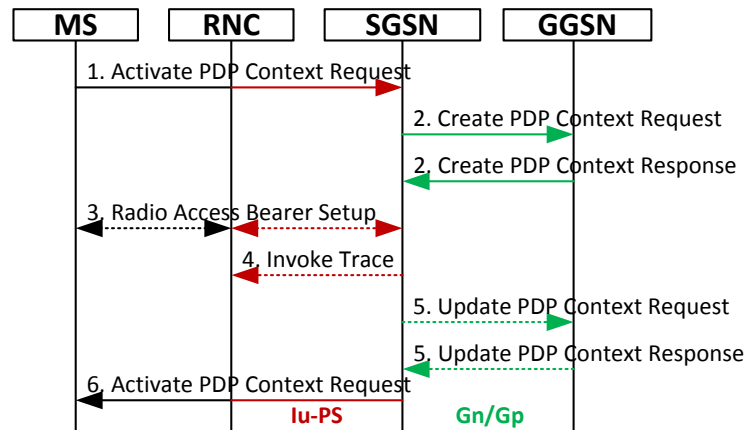 MS
RNC
SGSN
GGSN
1. Activate PDP Context Request
2. Create PDP Context Request
2. Create PDP Context Response
3. Radio Access Bearer Setup
4. Invoke Trace
5. Update PDP Context Request
5. Update PDP Context Response
6. Activate PDP Context Request
Iu-PS
Gn/Gp